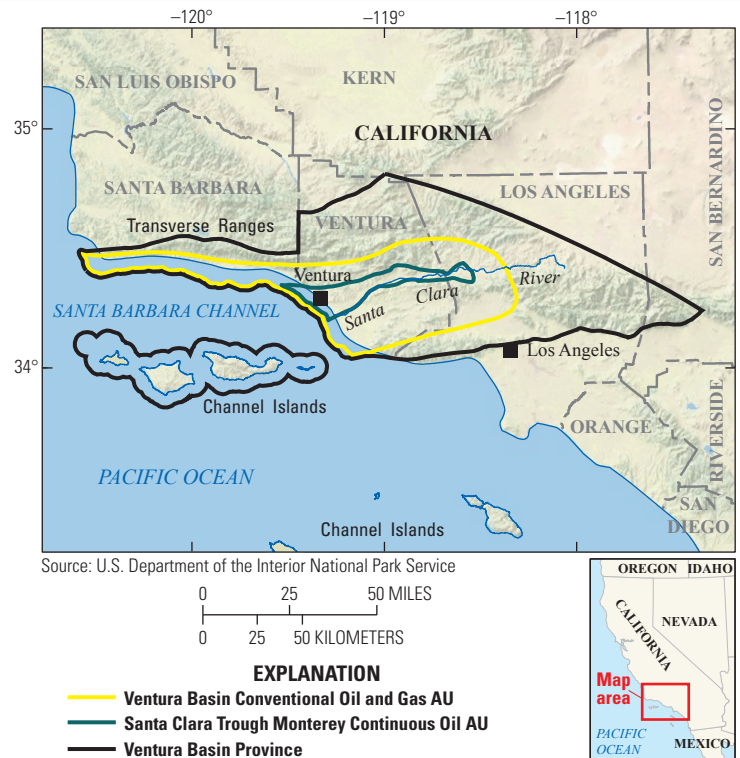 –120°
–119°
–118°
SAN LUIS OBISPO
KERN
SAN BERNARDINO
35°
CALIFORNIA
SANTA BARBARA
LOS ANGELES
Transverse Ranges
VENTURA
Ventura
River
Clara
Santa
SANTA BARBARA CHANNEL
34°
Los Angeles
Channel Islands
ORANGE
RIVERSIDE
PACIFIC OCEAN
SAN
DIEGO
Channel Islands
Source: U.S. Department of the Interior National Park Service
0 25 50 MILES
0 25 50 KILOMETERS
EXPLANATION
Ventura Basin Conventional Oil and Gas AU
Santa Clara Trough Monterey Continuous Oil AU
Ventura Basin Province
OREGON IDAHO
NEVADA
CALIFORNIA
Map
area
PACIFIC
OCEAN
MEXICO